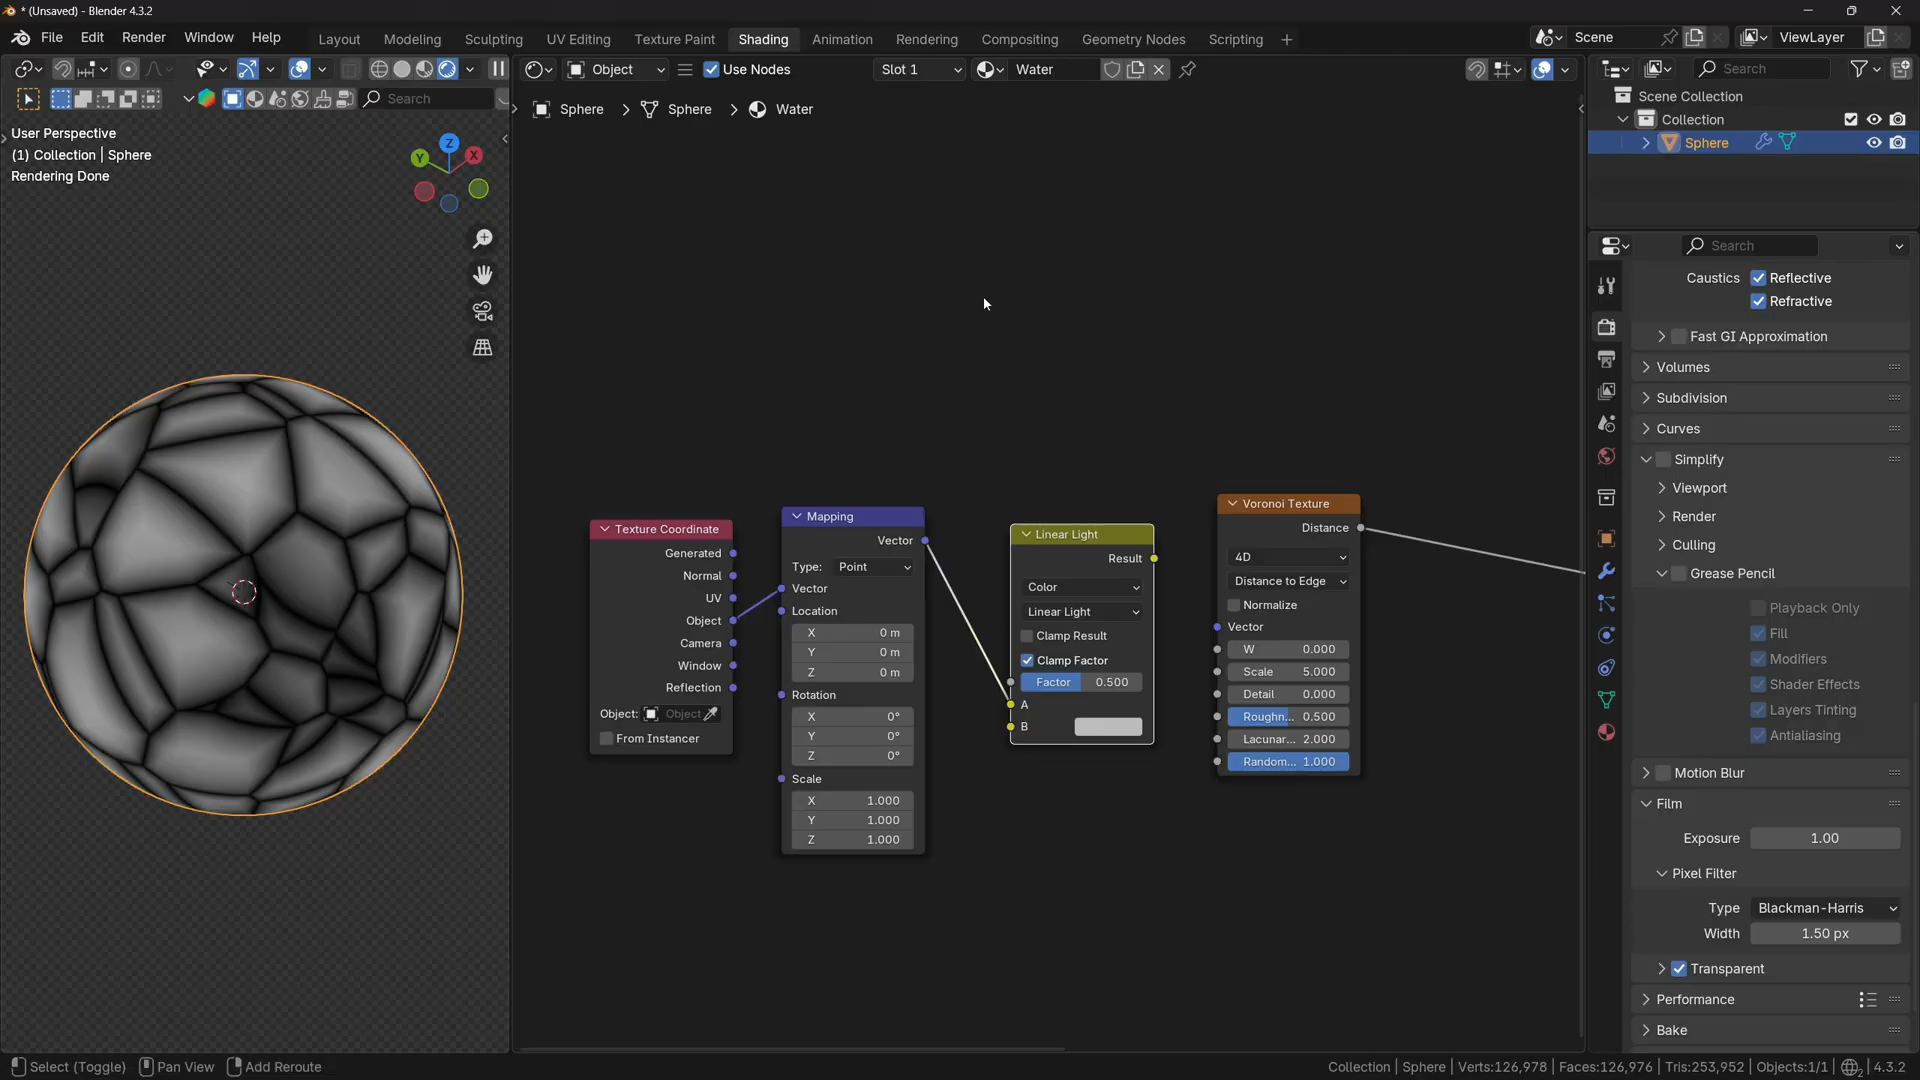 * (Unsaved) - Blender 4.3.2
File Edit Render Window Help
Layout Modeling Sculpting UV Editing Texture Paint Shading Animation Rendering Compositing Geometry Nodes Scripting +
Scene
ViewLayer
Object
Use Nodes
Slot 1
Water
Search
Search
Sphere > Sphere > Water
User Perspective
(1) Collection | Sphere
Rendering Done
Z
Y
X
Texture Coordinate
Generated
Normal
UV
Object
Camera
Window
Reflection
Object: Object
From Instancer
Mapping
Vector
Type: Point
Vector
Location
X 0 m
Y 0 m
Z 0 m
Rotation
X 0°
Y 0°
Z 0°
Scale
X 1.000
Y 1.000
Z 1.000
Linear Light
Result
Color
Linear Light
Clamp Result
Clamp Factor
Factor 0.500
A
B
Voronoi Texture
Distance
4D
Distance to Edge
Normalize
Vector
W 0.000
Scale 5.000
Detail 0.000
Roughn... 0.500
Lacunar... 2.000
Random... 1.000
Scene Collection
Collection
Sphere
Search
Caustics Reflective
Refractive
Fast GI Approximation
Volumes
Subdivision
Curves
Simplify
Viewport
Render
Culling
Grease Pencil
Playback Only
Fill
Modifiers
Shader Effects
Layers Tinting
Antialiasing
Motion Blur
Film
Exposure 1.00
Pixel Filter
Type Blackman-Harris
Width 1.50 px
Transparent
Performance
Bake
Select (Toggle) Pan View Add Reroute
Collection | Sphere | Verts:126,978 | Faces:126,976 | Tris:253,952 | Objects:1/1 | 4.3.2